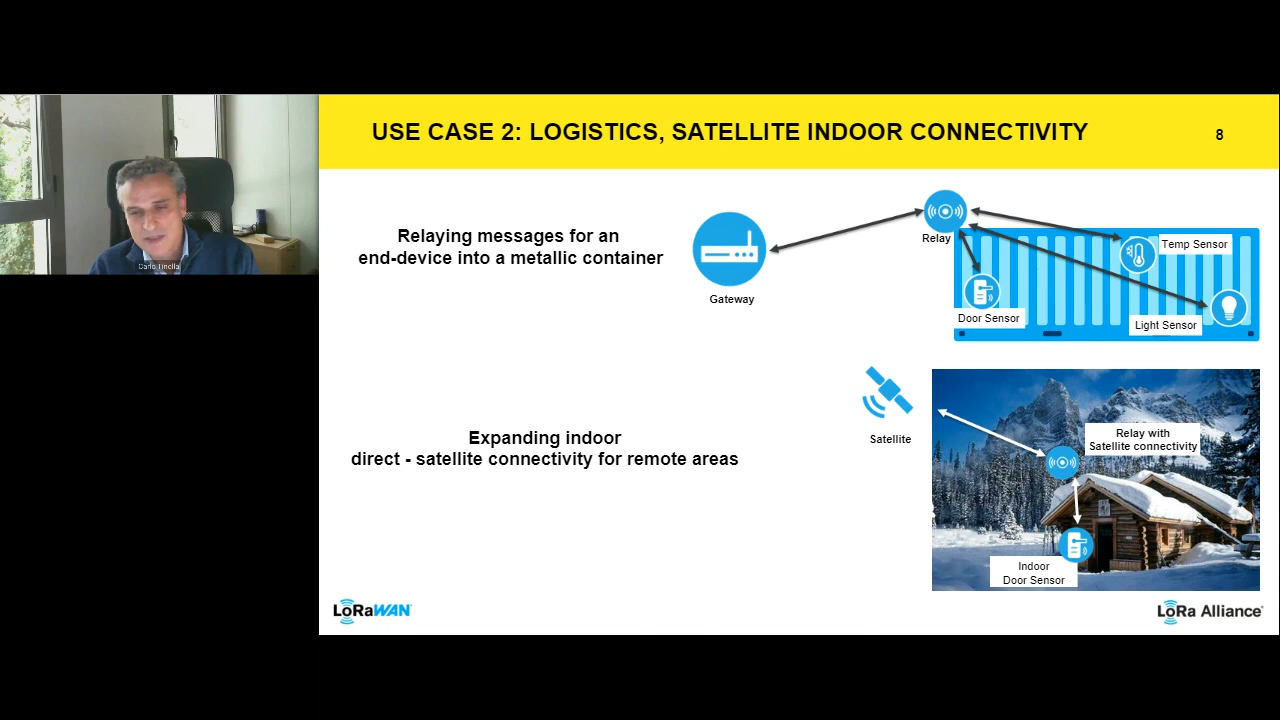 USE CASE 2: LOGISTICS, SATELLITE INDOOR CONNECTIVITY
8
Relaying messages for an
end-device into a metallic container
Gateway
Relay
Temp Sensor
Door Sensor
Light Sensor
Expanding indoor
direct - satellite connectivity for remote areas
Satellite
Relay with
Satellite connectivity
Indoor
Door Sensor
LoRaWAN
LoRa Alliance